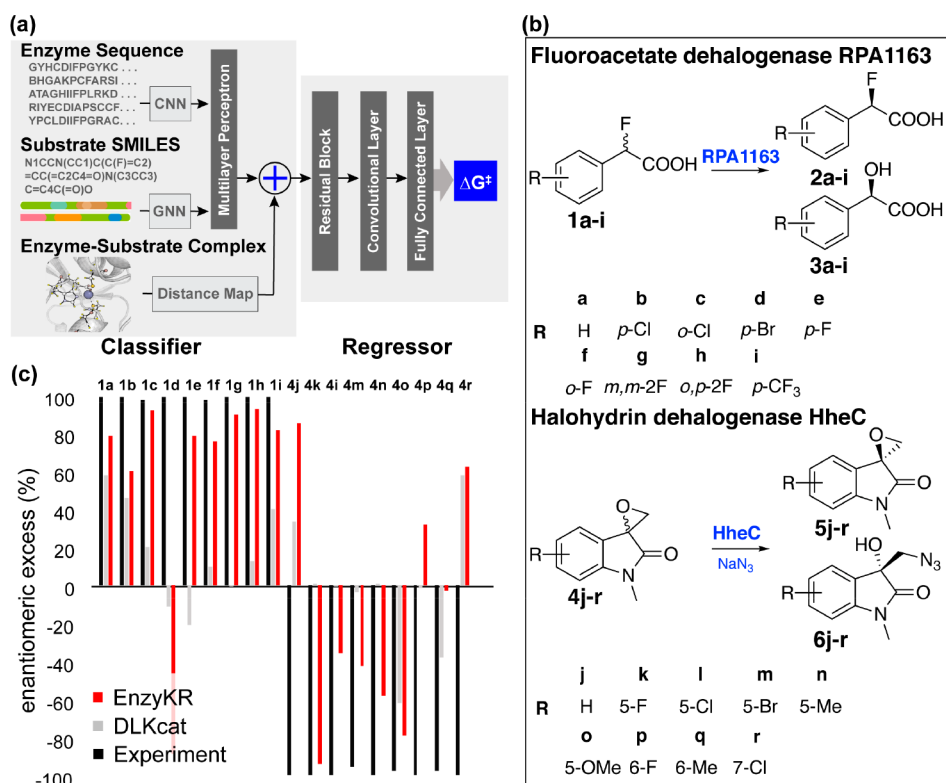 (a)
Enzyme Sequence
GYHCDIFPGYKC . . .
BHGAKPCFARSI . . .
ATAGHIIFPLRKD . . .
RIYECDIAPSCCF. . .
YPCLDIIFPGRAC . . .
CNN
Substrate SMILES
N1CCN(CC1)C(C(F)=C2)
=CC(=C2C4=O)N(C3CC3)
C=C4C(=O)O
GNN
Enzyme-Substrate Complex
Distance Map
Multilayer Perceptron
+
Residual Block
Convolutional Layer
Fully Connected Layer
ΔG‡
Classifier
Regressor
(b)
Fluoroacetate dehalogenase RPA1163
F
R
COOH
1a-i
RPA1163
F
R
COOH
2a-i
OH
R
COOH
3a-i
a b c d e
R H p-Cl o-Cl p-Br p-F
f g h i
o-F m,m-2F o,p-2F p-CF3
Halohydrin dehalogenase HheC
O
R
O
N
4j-r
HheC
NaN3
O
R
O
N
5j-r
HO
N3
R
O
N
6j-r
j k l m n
R H 5-F 5-Cl 5-Br 5-Me
o p q r
5-OMe 6-F 6-Me 7-Cl
(c)
1a 1b 1c 1d 1e 1f 1g 1h 1i 4j 4k 4i 4m 4n 4o 4p 4q 4r
enantiomeric excess (%)
100
80
60
40
20
0
-20
-40
-60
-80
-100
EnzyKR
DLKcat
Experiment